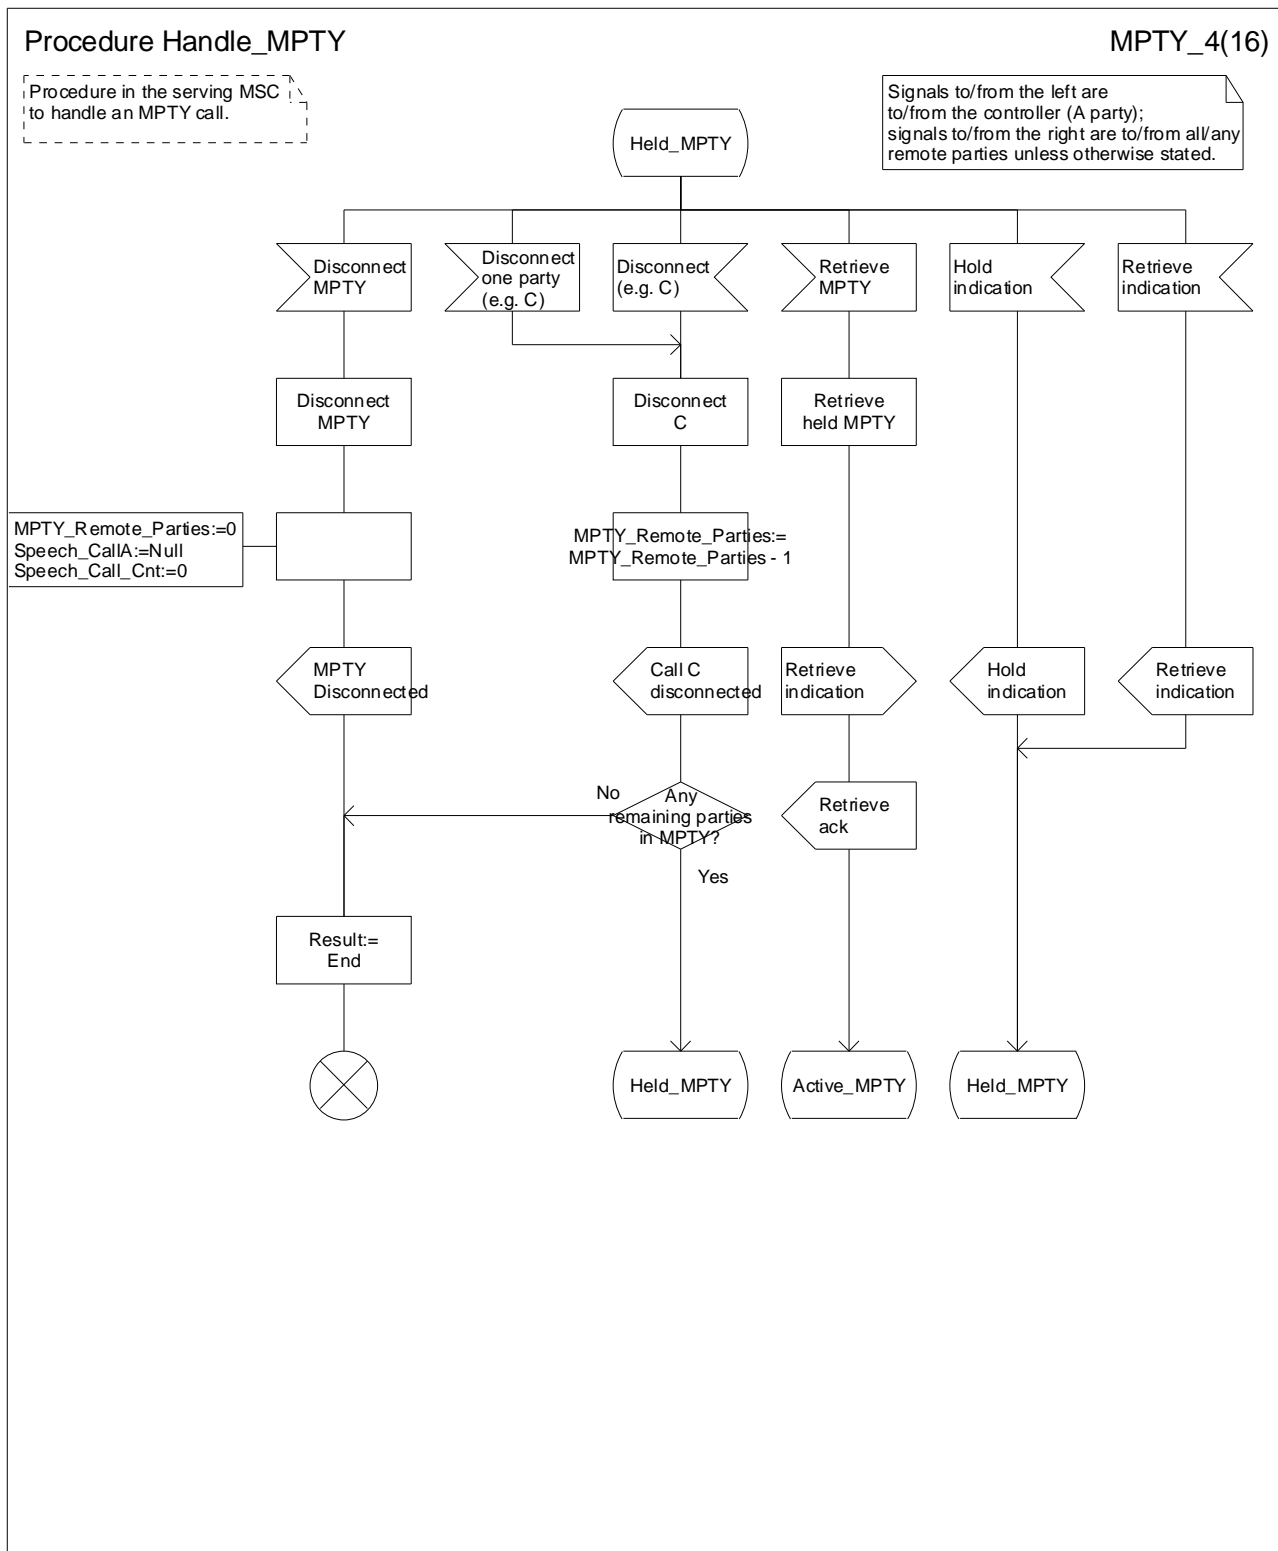 Procedure Handle_MPTY
MPTY_4(16)
Procedure in the serving MSC
to handle an MPTY call.
Signals to/from the left are
to/from the controller (A party);
signals to/from the right are to/from all/any
remote parties unless otherwise stated.
Held_MPTY
Disconnect
MPTY
Disconnect
one party
(e.g. C)
Disconnect
(e.g. C)
Retrieve
MPTY
Hold
indication
Retrieve
indication
Disconnect
MPTY
Disconnect
C
Retrieve
held MPTY
MPTY_Remote_Parties:=0
Speech_CallA:=Null
Speech_Call_Cnt:=0
MPTY_Remote_Parties:=
MPTY_Remote_Parties - 1
MPTY
Disconnected
Call C
disconnected
Retrieve
indication
Hold
indication
Retrieve
indication
No
Any
remaining parties
in MPTY?
Yes
Retrieve
ack
Result:=
End
Held_MPTY
Active_MPTY
Held_MPTY